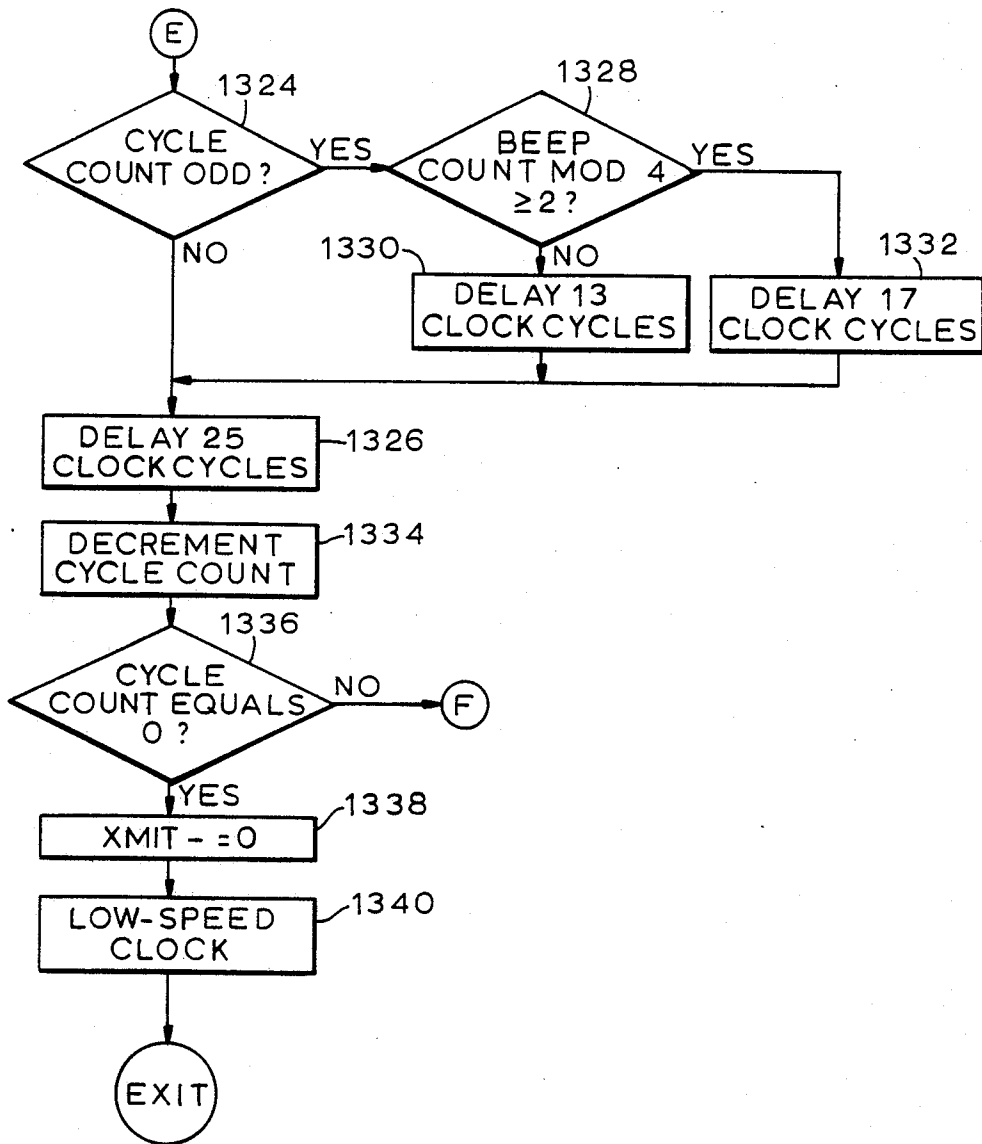 E
1324
CYCLE
COUNT ODD?
YES
NO
1328
BEEP
COUNT MOD 4
≥2?
YES
NO
1330
DELAY 13
CLOCK CYCLES
1332
DELAY 17
CLOCK CYCLES
DELAY 25
CLOCK CYCLES
1326
DECREMENT
CYCLE COUNT
1334
1336
CYCLE
COUNT EQUALS
0 ?
NO
F
YES
XMIT- =0
1338
LOW-SPEED
CLOCK
1340
EXIT